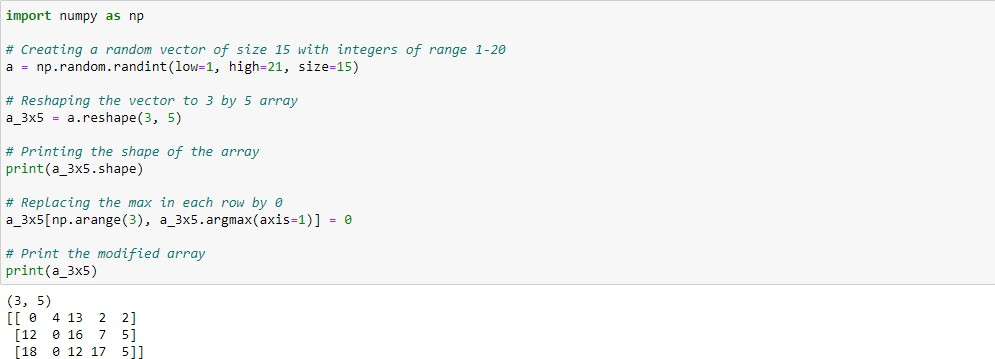 import numpy as np
# Creating a random vector of size 15 with integers of range 1-20
a = np.random.randint(low=1, high=21, size=15)
# Reshaping the vector to 3 by 5 array
a_3x5 = a.reshape(3, 5)
# Printing the shape of the array
print(a_3x5.shape)
# Replacing the max in each row by 0
a_3x5[np.arange(3), a_3x5.argmax(axis=1)] = 0
# Print the modified array
print(a_3x5)
(3, 5)
[[ 0  4 13  2  2]
 [12  0 16  7  5]
 [18  0 12 17  5]]